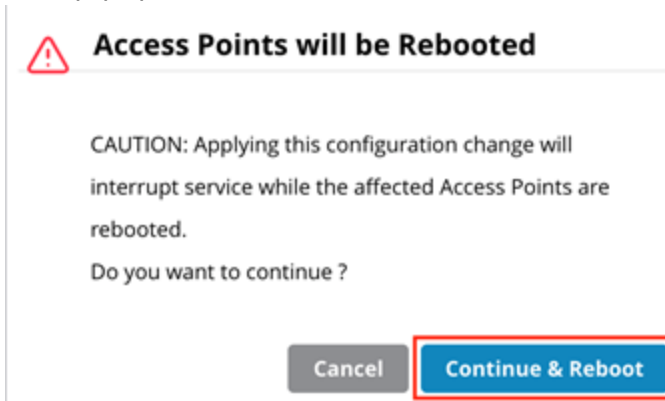 Access Points will be Rebooted
CAUTION: Applying this configuration change will
interrupt service while the affected Access Points are
rebooted.
Do you want to continue ?
Cancel
Continue & Reboot